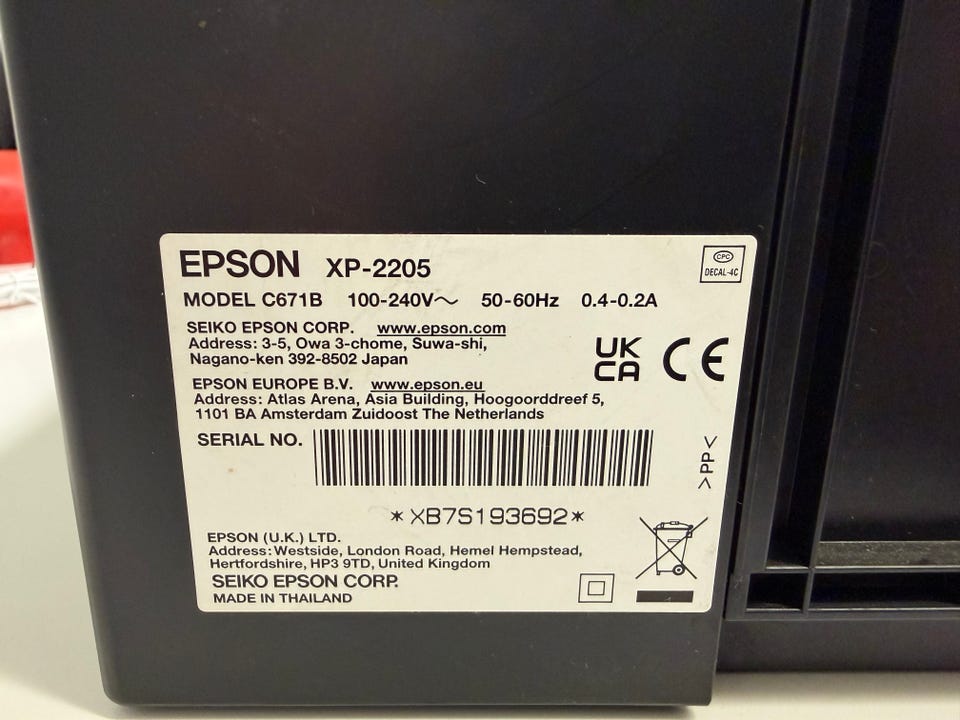 EPSON XP-2205
CPC
DECAL-4C
MODEL C671B 100-240V～ 50-60Hz 0.4-0.2A
SEIKO EPSON CORP. www.epson.com
Address: 3-5, Owa 3-chome, Suwa-shi,
Nagano-ken 392-8502 Japan
UK
CA
CE
EPSON EUROPE B.V. www.epson.eu
Address: Atlas Arena, Asia Building, Hoogoorddreef 5,
1101 BA Amsterdam Zuidoost The Netherlands
SERIAL NO.
>PP<
*XB7S193692*
EPSON (U.K.) LTD.
Address: Westside, London Road, Hemel Hempstead,
Hertfordshire, HP3 9TD, United Kingdom
SEIKO EPSON CORP.
MADE IN THAILAND